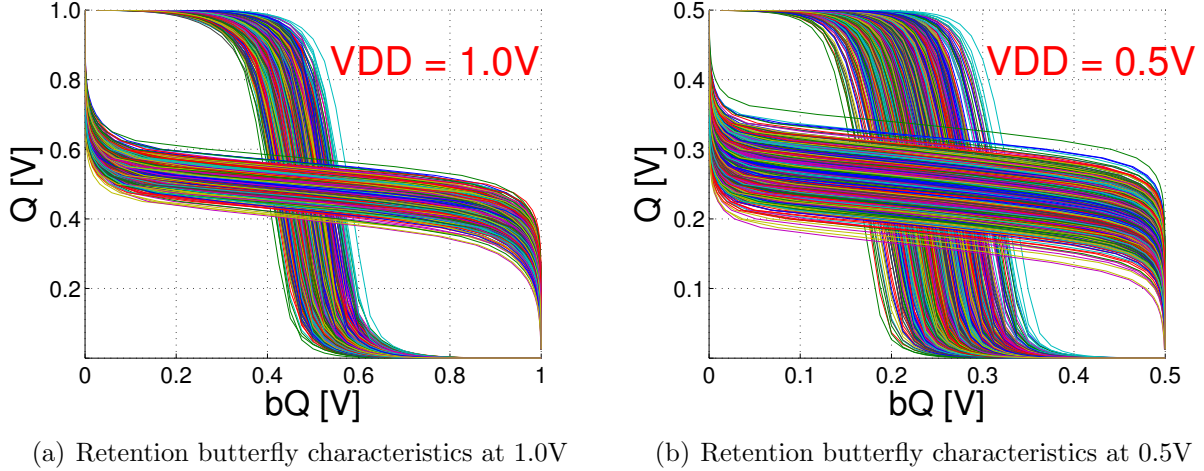 1.0
0.8
0.6
0.4
0.2
0
0.2
0.4
0.6
0.8
1
Q [V]
bQ [V]
VDD = 1.0V
(a) Retention butterfly characteristics at 1.0V
0.5
0.4
0.3
0.2
0.1
0
0.1
0.2
0.3
0.4
0.5
Q [V]
bQ [V]
VDD = 0.5V
(b) Retention butterfly characteristics at 0.5V